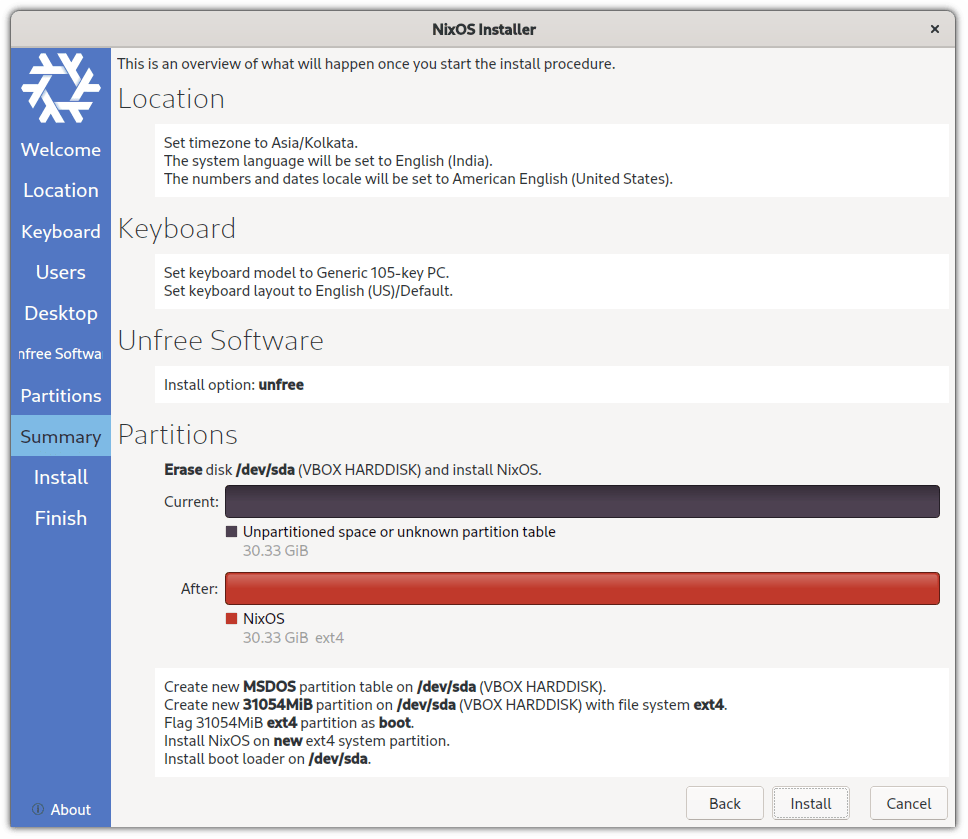 NixOS Installer
×
This is an overview of what will happen once you start the install procedure.
Welcome
Location
Keyboard
Users
Desktop
nfree Softwa
Partitions
Summary
Install
Finish
About
Location
Set timezone to Asia/Kolkata.
The system language will be set to English (India).
The numbers and dates locale will be set to American English (United States).
Keyboard
Set keyboard model to Generic 105-key PC.
Set keyboard layout to English (US)/Default.
Unfree Software
Install option: unfree
Partitions
Erase disk /dev/sda (VBOX HARDDISK) and install NixOS.
Current:
Unpartitioned space or unknown partition table
30.33 GiB
After:
NixOS
30.33 GiB ext4
Create new MSDOS partition table on /dev/sda (VBOX HARDDISK).
Create new 31054MiB partition on /dev/sda (VBOX HARDDISK) with file system ext4.
Flag 31054MiB ext4 partition as boot.
Install NixOS on new ext4 system partition.
Install boot loader on /dev/sda.
Back
Install
Cancel